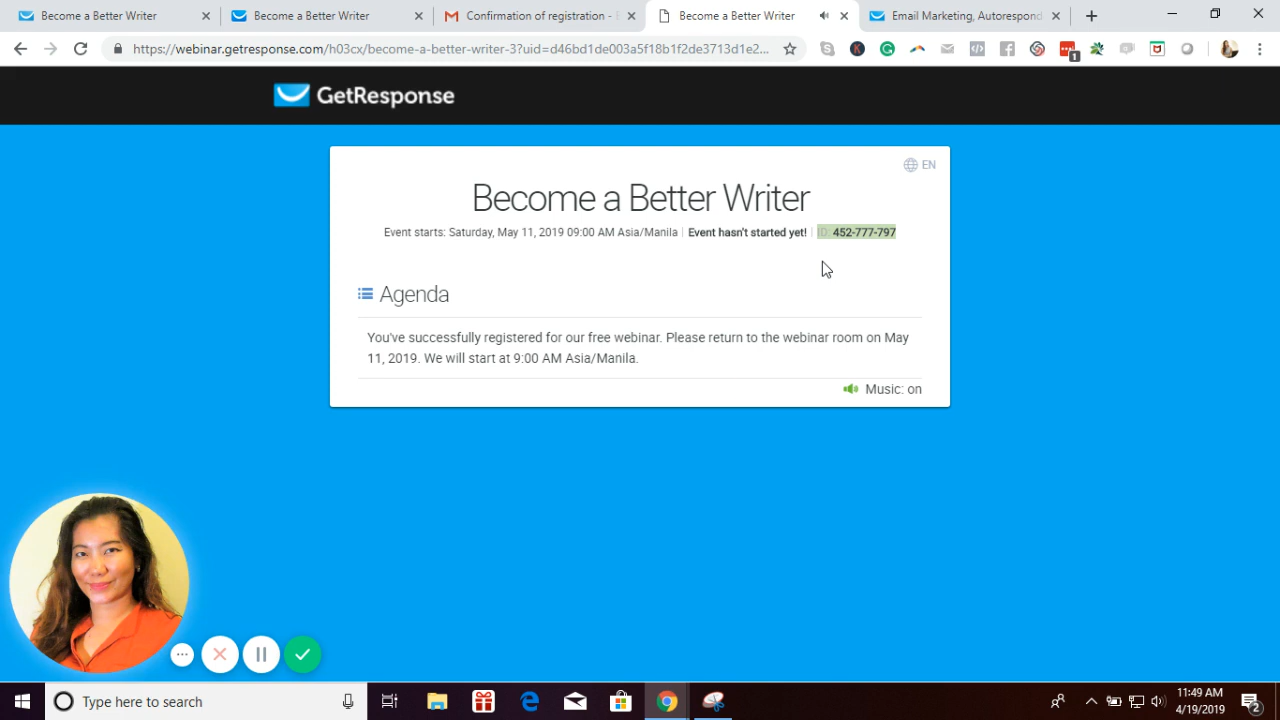 Become a Better Writer
Become a Better Writer
Confirmation of registration -
Become a Better Writer
Email Marketing, Autorespond
https://webinar.getresponse.com/h03cx/become-a-better-writer-3?uid=d46bd1de003a5f18b1f2de3713d1e2...
1
GetResponse
EN
Become a Better Writer
Event starts: Saturday, May 11, 2019 09:00 AM Asia/Manila | Event hasn't started yet! | ID: 452-777-797
Agenda
You've successfully registered for our free webinar. Please return to the webinar room on May
11, 2019. We will start at 9:00 AM Asia/Manila.
Music: on
Type here to search
11:49 AM
4/19/2019
2